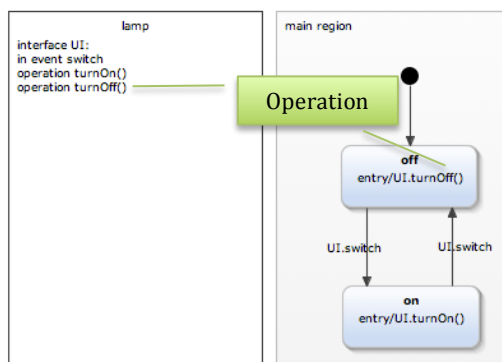 lamp
interface UI:
in event switch
operation turnOn()
operation turnOff()
main region
Operation
off
entry/UI.turnOff()
UI.switch
UI.switch
on
entry/UI.turnOn()